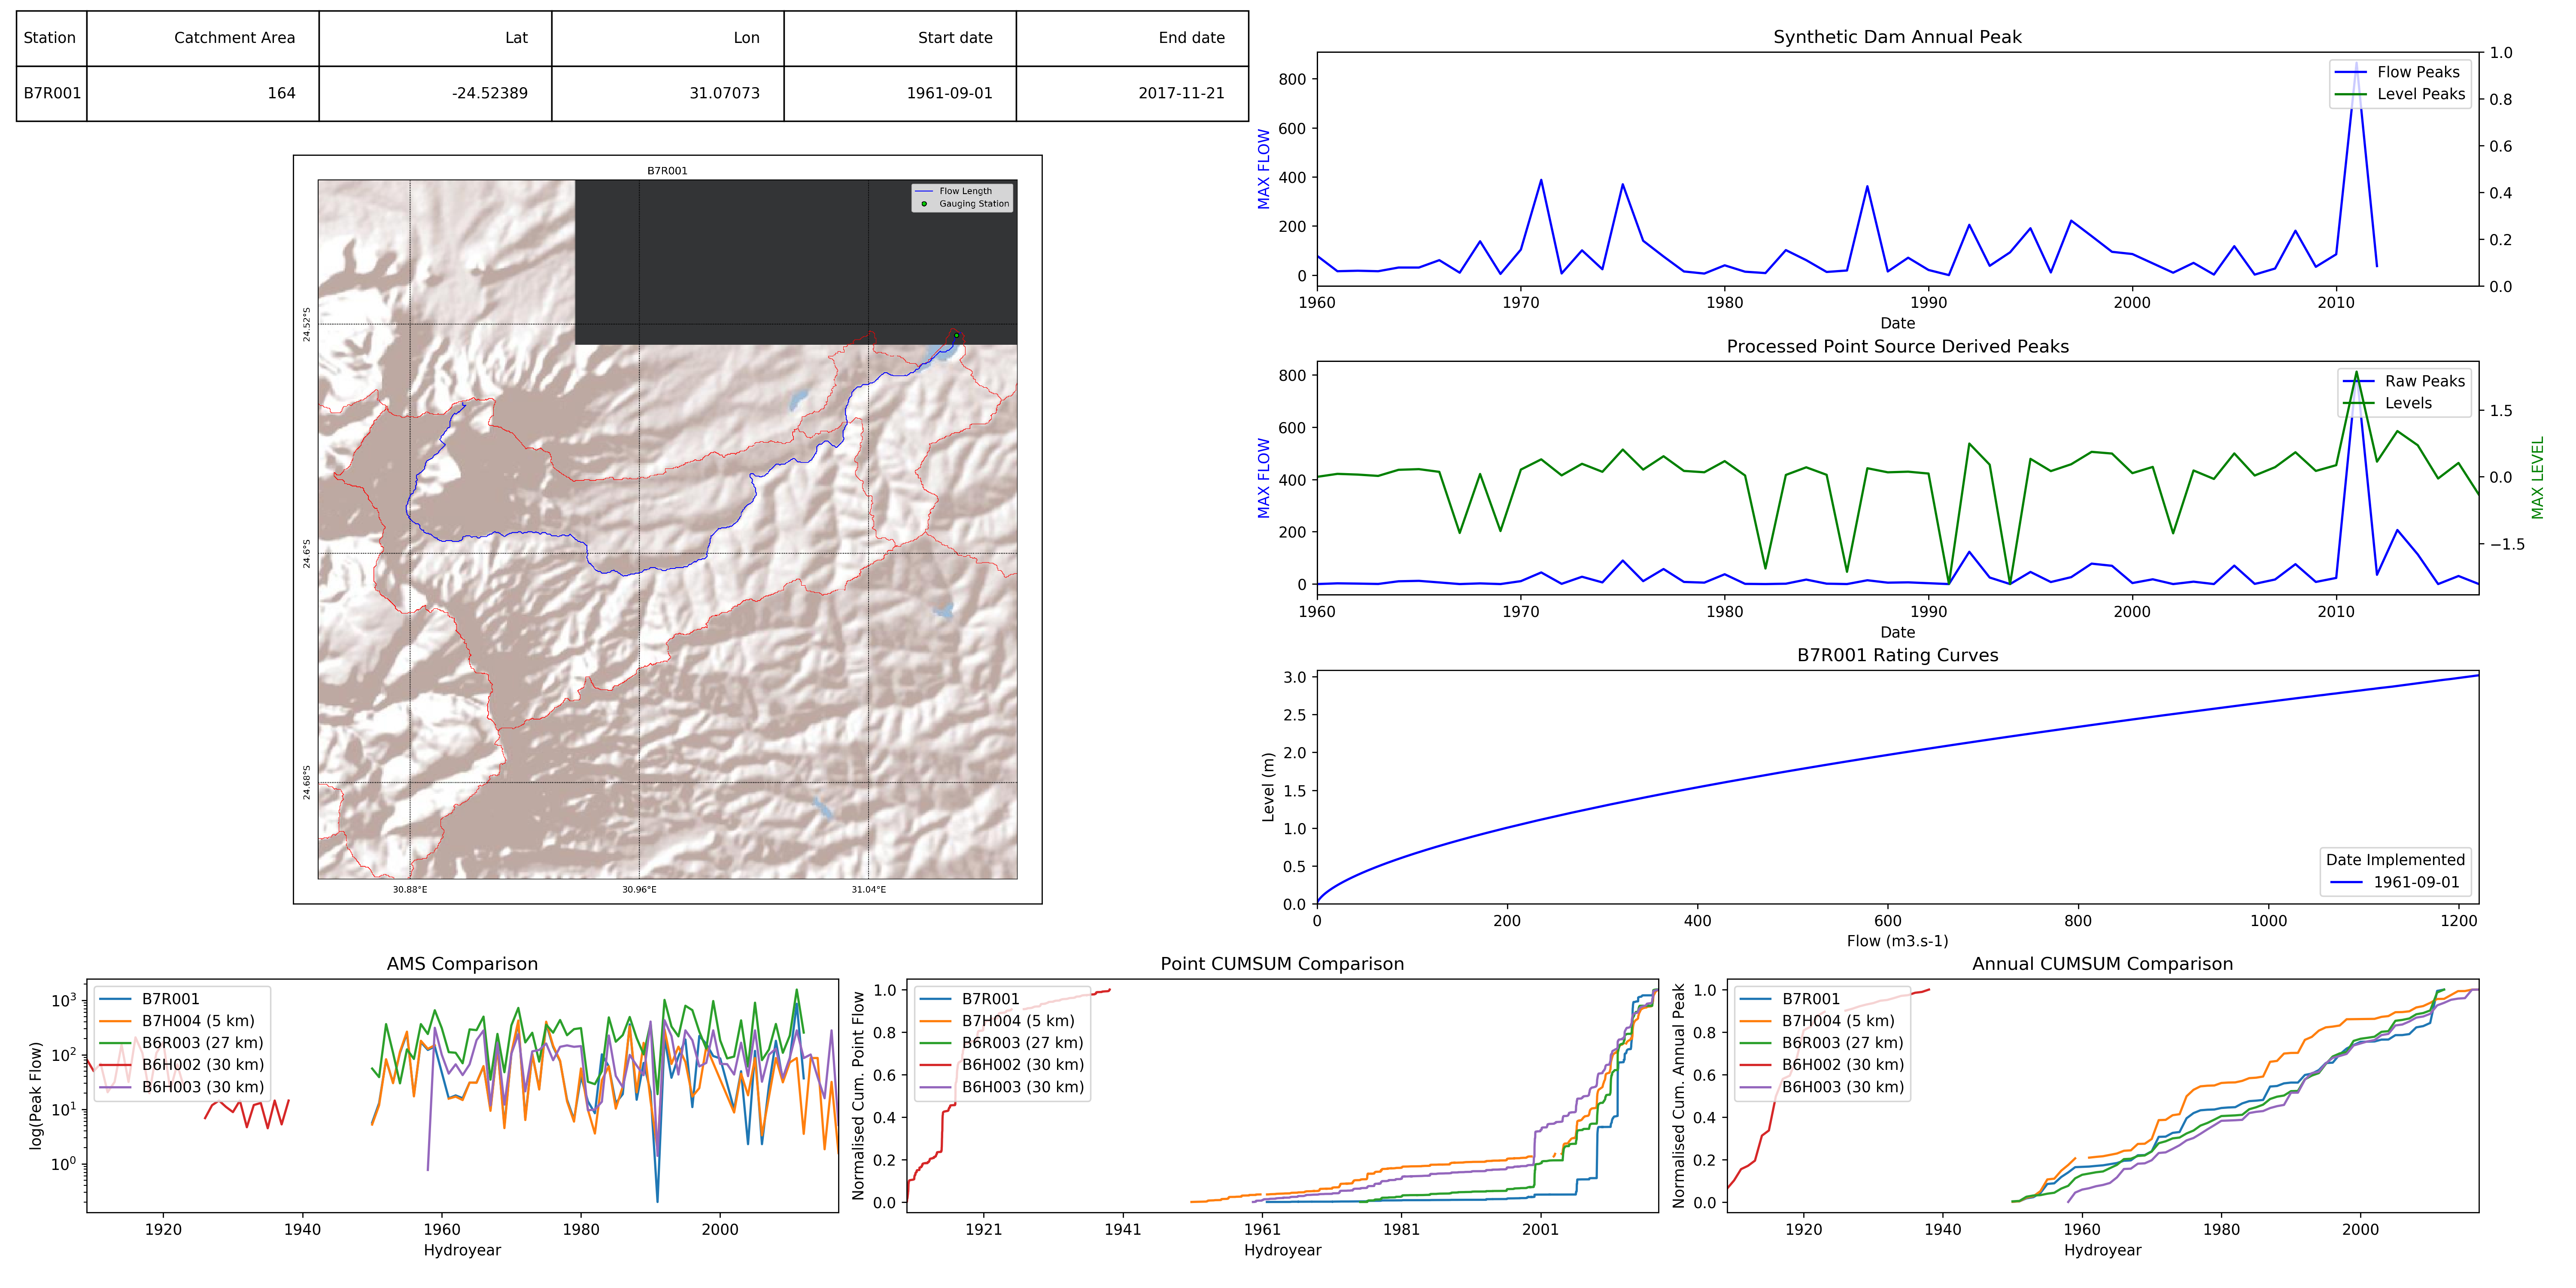 Station Catchment Area Lat Lon Start date End date
B7R001 164 -24.52389 31.07073 1961-09-01 2017-11-21
B7R001
Flow Length
Gauging Station
24.52°S
24.6°S
24.68°S
30.88°E 30.96°E 31.04°E
Synthetic Dam Annual Peak
Flow Peaks
Level Peaks
MAX FLOW
800
600
400
200
0
1.0
0.8
0.6
0.4
0.2
0.0
1960 1970 1980 1990 2000 2010
Date
Processed Point Source Derived Peaks
Raw Peaks
Levels
MAX FLOW
800
600
400
200
0
1.5
0.0
−1.5
MAX LEVEL
1960 1970 1980 1990 2000 2010
Date
B7R001 Rating Curves
Level (m)
3.0
2.5
2.0
1.5
1.0
0.5
0.0
Date Implemented
1961-09-01
0 200 400 600 800 1000 1200
Flow (m3.s-1)
AMS Comparison
log(Peak Flow)
10³
10²
10¹
10⁰
B7R001
B7H004 (5 km)
B6R003 (27 km)
B6H002 (30 km)
B6H003 (30 km)
1920 1940 1960 1980 2000
Hydroyear
Point CUMSUM Comparison
Normalised Cum. Point Flow
1.0
0.8
0.6
0.4
0.2
0.0
B7R001
B7H004 (5 km)
B6R003 (27 km)
B6H002 (30 km)
B6H003 (30 km)
1921 1941 1961 1981 2001
Hydroyear
Annual CUMSUM Comparison
Normalised Cum. Annual Peak
1.0
0.8
0.6
0.4
0.2
0.0
B7R001
B7H004 (5 km)
B6R003 (27 km)
B6H002 (30 km)
B6H003 (30 km)
1920 1940 1960 1980 2000
Hydroyear